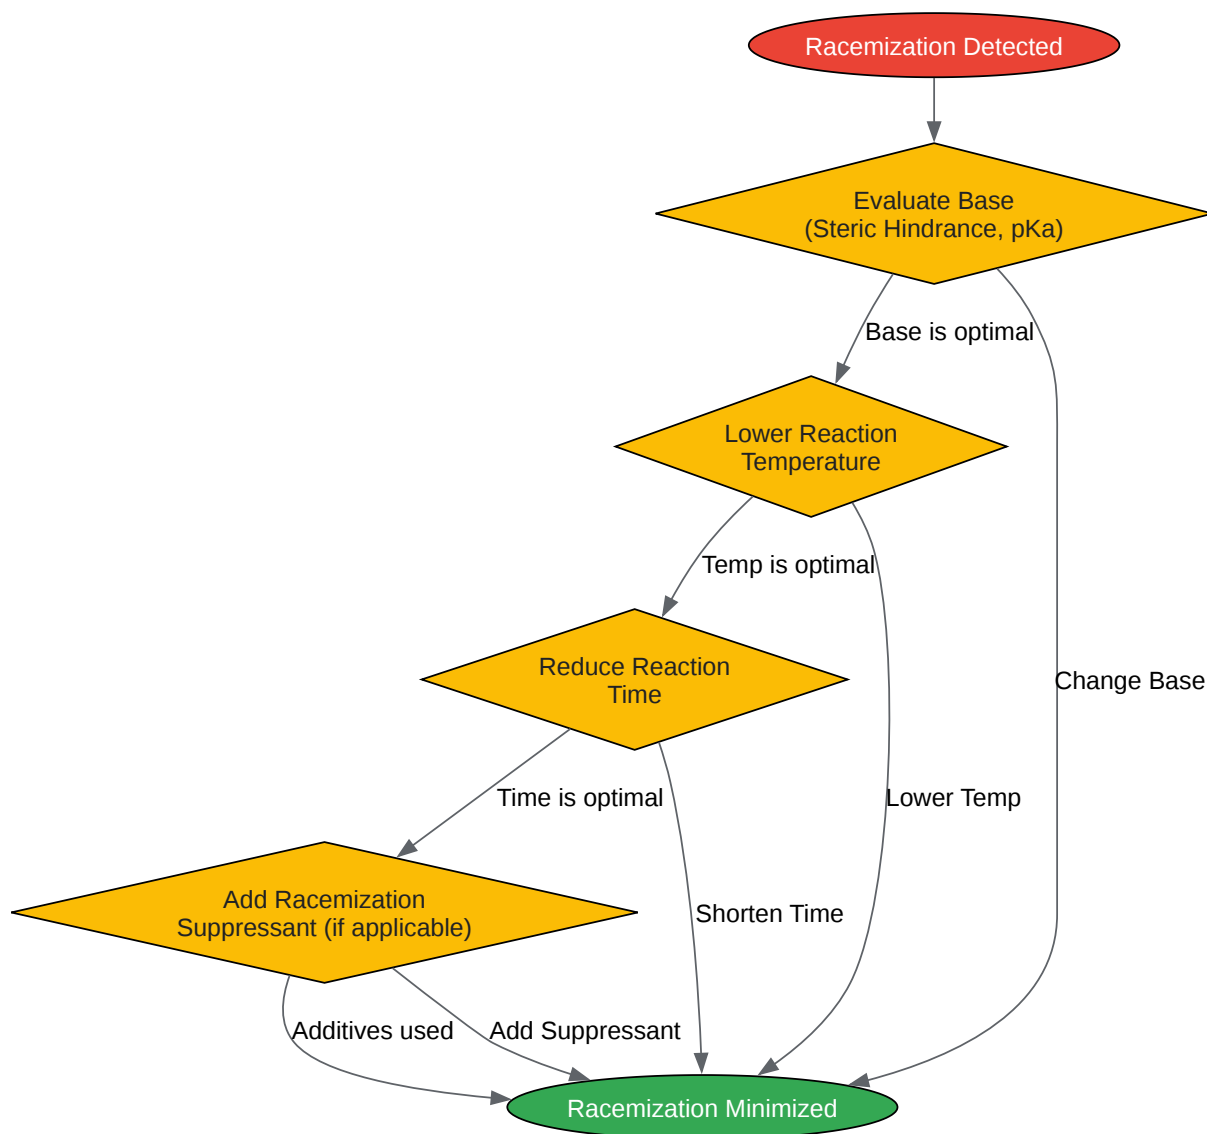 Racemization Detected
Evaluate Base
(Steric Hindrance, pKa)
Base is optimal
Lower Reaction
Temperature
Temp is optimal
Reduce Reaction
Time
Change Base
Time is optimal
Lower Temp
Add Racemization
Suppressant (if applicable)
Shorten Time
Additives used
Add Suppressant
Racemization Minimized